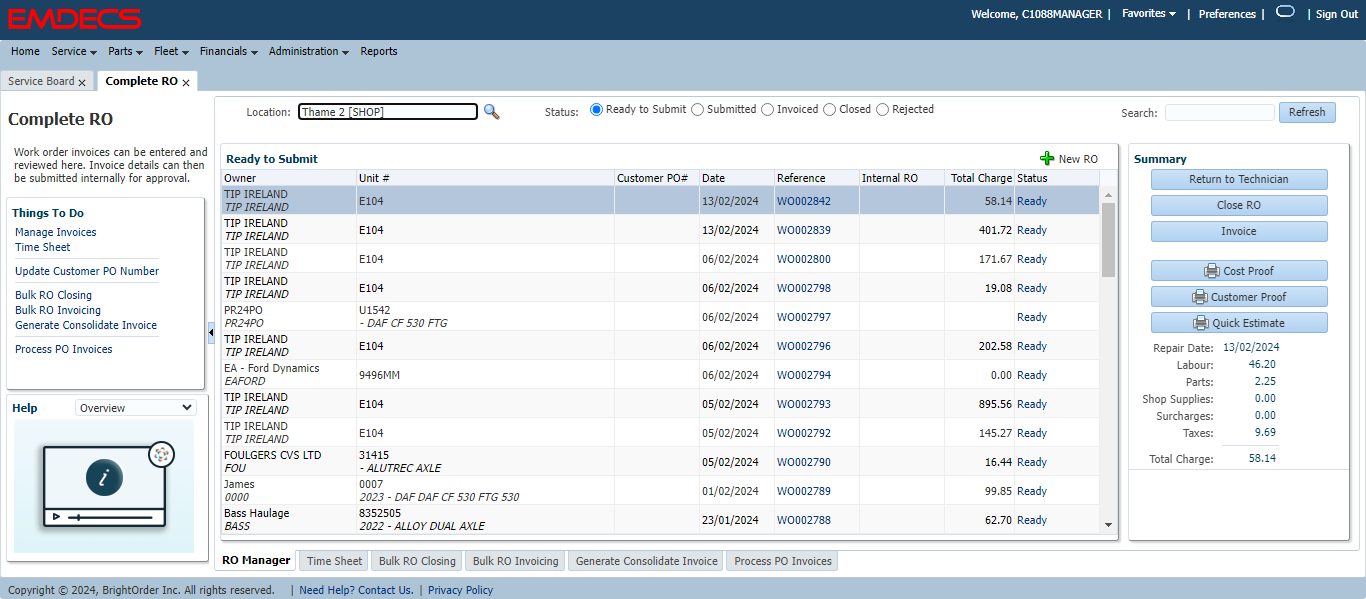 EMDECS
Welcome, C1088MANAGER | Favorites | Preferences | | Sign Out
Home Service Parts Fleet Financials Administration Reports
Service Board x Complete RO x
Complete RO
Work order invoices can be entered and
reviewed here. Invoice details can then
be submitted internally for approval.
Things To Do
Manage Invoices
Time Sheet
Update Customer PO Number
Bulk RO Closing
Bulk RO Invoicing
Generate Consolidate Invoice
Process PO Invoices
Help Overview
i
Location: Thame 2 [SHOP] Status: Ready to Submit Submitted Invoiced Closed Rejected Search: Refresh
Ready to Submit New RO
Owner Unit # Customer PO# Date Reference Internal RO Total Charge Status
TIP IRELAND
TIP IRELAND E104 13/02/2024 WO002842 58.14 Ready
TIP IRELAND
TIP IRELAND E104 13/02/2024 WO002839 401.72 Ready
TIP IRELAND
TIP IRELAND E104 06/02/2024 WO002800 171.67 Ready
TIP IRELAND
TIP IRELAND E104 06/02/2024 WO002798 19.08 Ready
PR24PO U1542
PR24PO - DAF CF 530 FTG 06/02/2024 WO002797 Ready
TIP IRELAND
TIP IRELAND E104 06/02/2024 WO002796 202.58 Ready
EA - Ford Dynamics
EAFORD 9496MM 06/02/2024 WO002794 0.00 Ready
TIP IRELAND
TIP IRELAND E104 05/02/2024 WO002793 895.56 Ready
TIP IRELAND
TIP IRELAND E104 05/02/2024 WO002792 145.27 Ready
FOULGERS CVS LTD 31415
FOU - ALUTREC AXLE 05/02/2024 WO002790 16.44 Ready
James 0007
0000 2023 - DAF DAF CF 530 FTG 530 01/02/2024 WO002789 99.85 Ready
Bass Haulage 8352505
BASS 2022 - ALLOY DUAL AXLE 23/01/2024 WO002788 62.70 Ready
Summary
Return to Technician
Close RO
Invoice
Cost Proof
Customer Proof
Quick Estimate
Repair Date: 13/02/2024
Labour: 46.20
Parts: 2.25
Shop Supplies: 0.00
Surcharges: 0.00
Taxes: 9.69
Total Charge: 58.14
RO Manager Time Sheet Bulk RO Closing Bulk RO Invoicing Generate Consolidate Invoice Process PO Invoices
Copyright © 2024, BrightOrder Inc. All rights reserved. | Need Help? Contact Us. | Privacy Policy